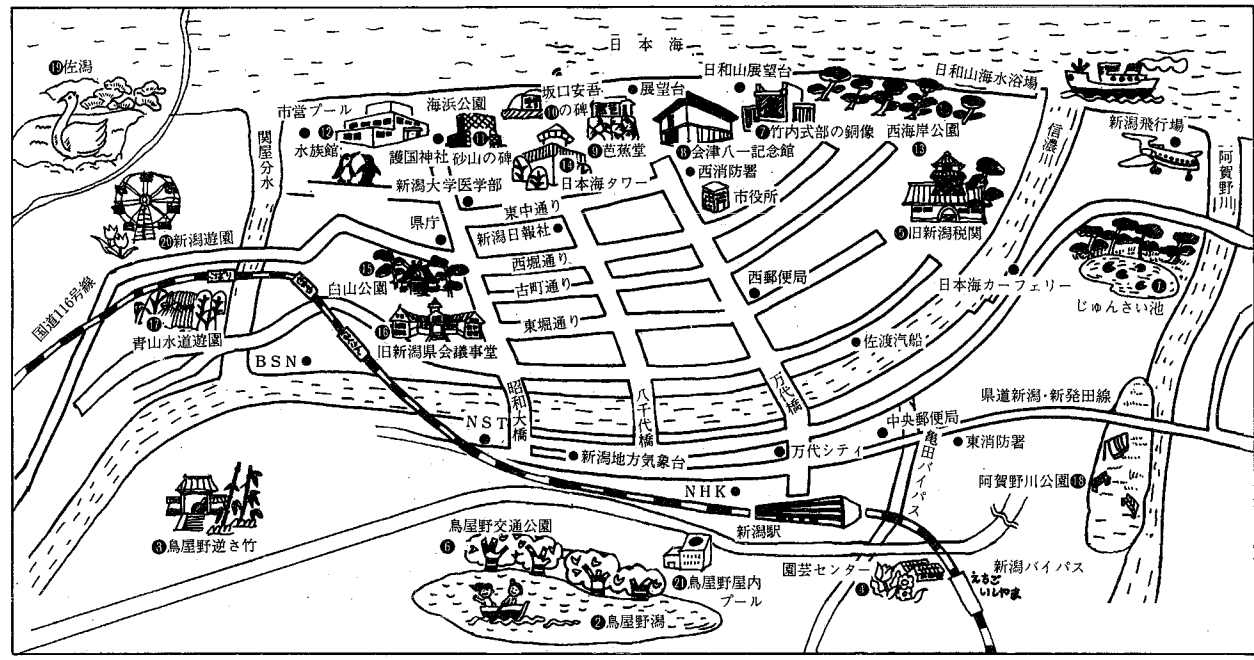 日本海
⑲佐潟
市営プール
⑫
水族館
海浜公園
護国神社
⑪
砂山の碑
坂口安吾
⑩の碑
展望台
⑨芭蕉堂
⑭
日本海タワー
日和山展望台
日和山海水浴場
⑦竹内式部の銅像
⑧会津八一記念館
西海岸公園
⑬
信濃川
新潟飛行場
阿賀野川
関屋分水
新潟大学医学部
西消防署
市役所
⑤旧新潟税関
⑳新潟遊園
県庁
東中通り
新潟日報社
西堀通り
古町通り
東堀通り
⑮
白山公園
⑯
旧新潟県会議事堂
西郵便局
日本海カーフェリー
①
じゅんさい池
佐渡汽船
国道116号線
⑰
青山水道遊園
BSN
昭和大橋
八千代橋
万代橋
県道新潟・新発田線
NST
新潟地方気象台
万代シティ
中央郵便局
東消防署
亀田バイパス
阿賀野川公園⑱
NHK
新潟駅
③鳥屋野逆さ竹
鳥屋野交通公園
⑥
㉑鳥屋野屋内
プール
②鳥屋野潟
園芸センター
④
えちご
いしやま
新潟バイパス